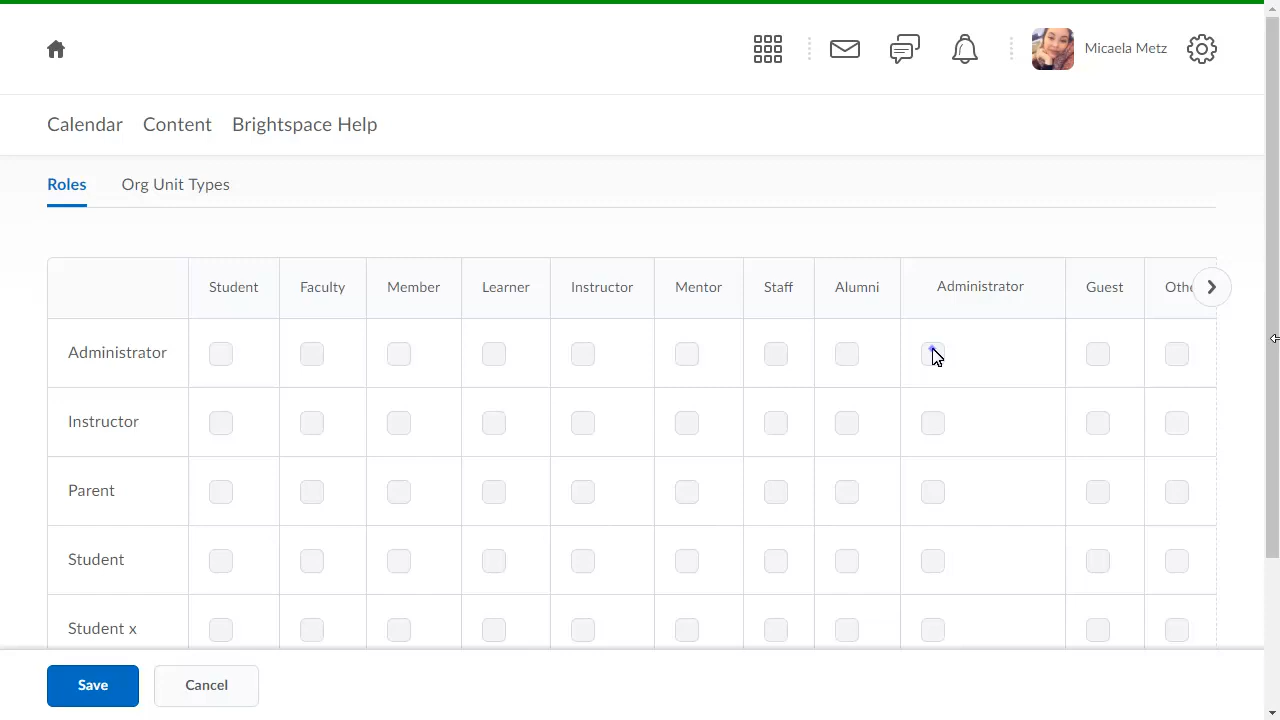 Micaela Metz
Calendar Content Brightspace Help
Roles Org Unit Types
Student Faculty Member Learner Instructor Mentor Staff Alumni Administrator Guest
Administrator
Instructor
Parent
Student
Student x
Save Cancel